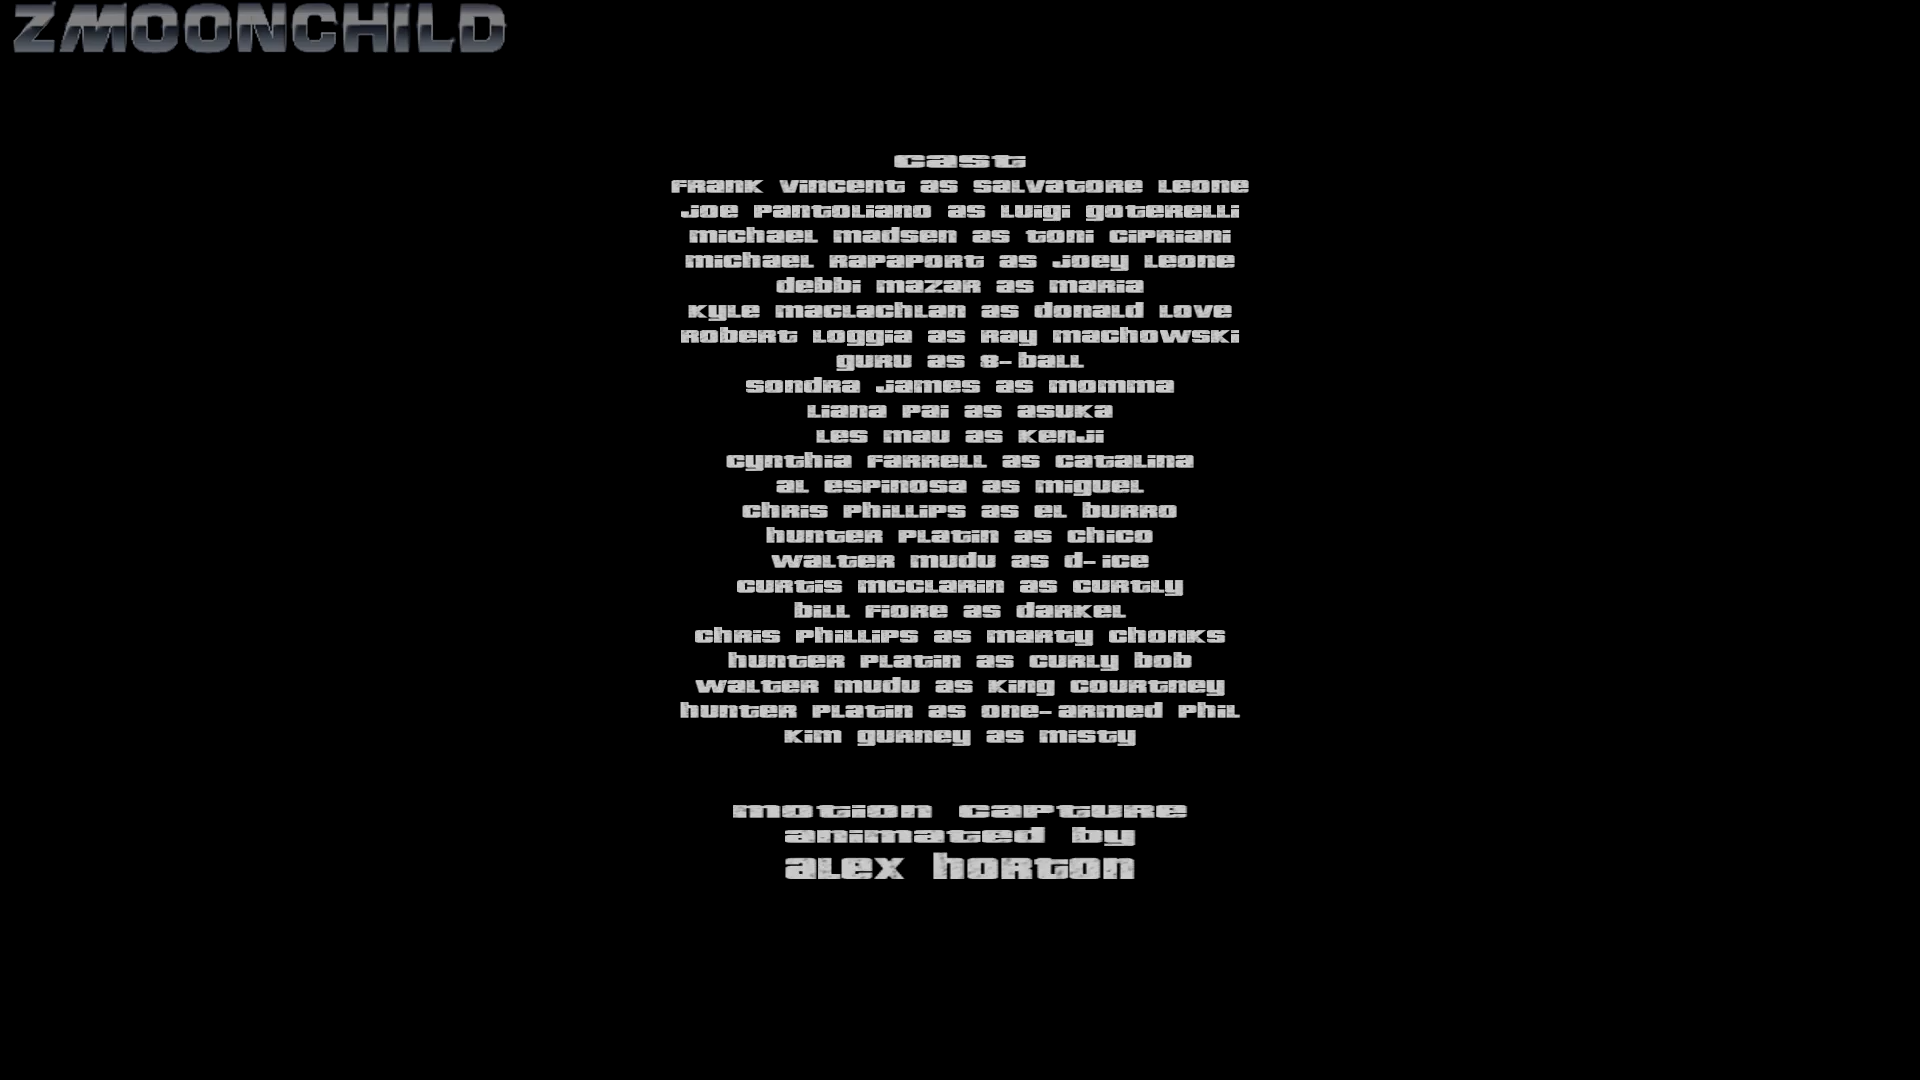 ZMOONCHILD
cast
Frank Vincent as Salvatore Leone
Joe Pantoliano as Luigi Goterelli
Michael Madsen as Toni Cipriani
Michael Rapaport as Joey Leone
Debbi Mazar as Maria
Kyle MacLachlan as Donald Love
Robert Loggia as Ray Machowski
Guru as 8-Ball
Sondra James as Momma
Liana Pai as Asuka
Les Mau as Kenji
Cynthia Farrell as Catalina
Al Espinosa as Miguel
Chris Phillips as El Burro
Hunter Platin as Chico
Walter Mudu as D-Ice
Curtis McClarin as Curtly
Bill Fiore as Darkel
Chris Phillips as Marty Chonks
Hunter Platin as Curly Bob
Walter Mudu as King Courtney
Hunter Platin as One-Armed Phil
Kim Gurney as Misty
motion capture
animated by
Alex Horton